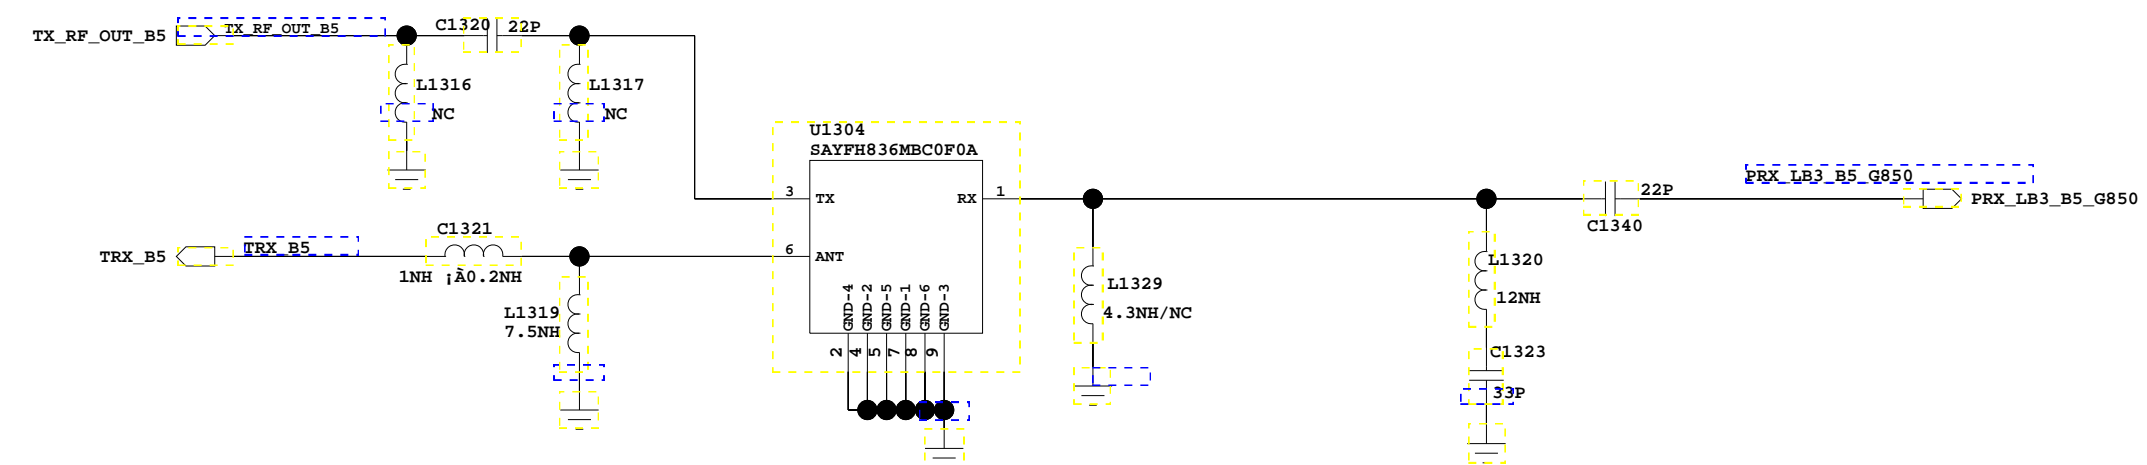 TX_RF_OUT_B5
TX_RF_OUT_B5
C1320
22P
L1316
NC
L1317
NC
U1304
SAYFH836MBC0F0A
3
TX
RX
1
PRX_LB3_B5_G850
22P
C1340
PRX_LB3_B5_G850
TRX_B5
TRX_B5
C1321
1NH ¡À0.2NH
6
ANT
L1319
7.5NH
GND-4
GND-2
GND-5
GND-1
GND-6
GND-3
2
4
5
7
8
9
L1329
4.3NH/NC
L1320
12NH
C1323
33P